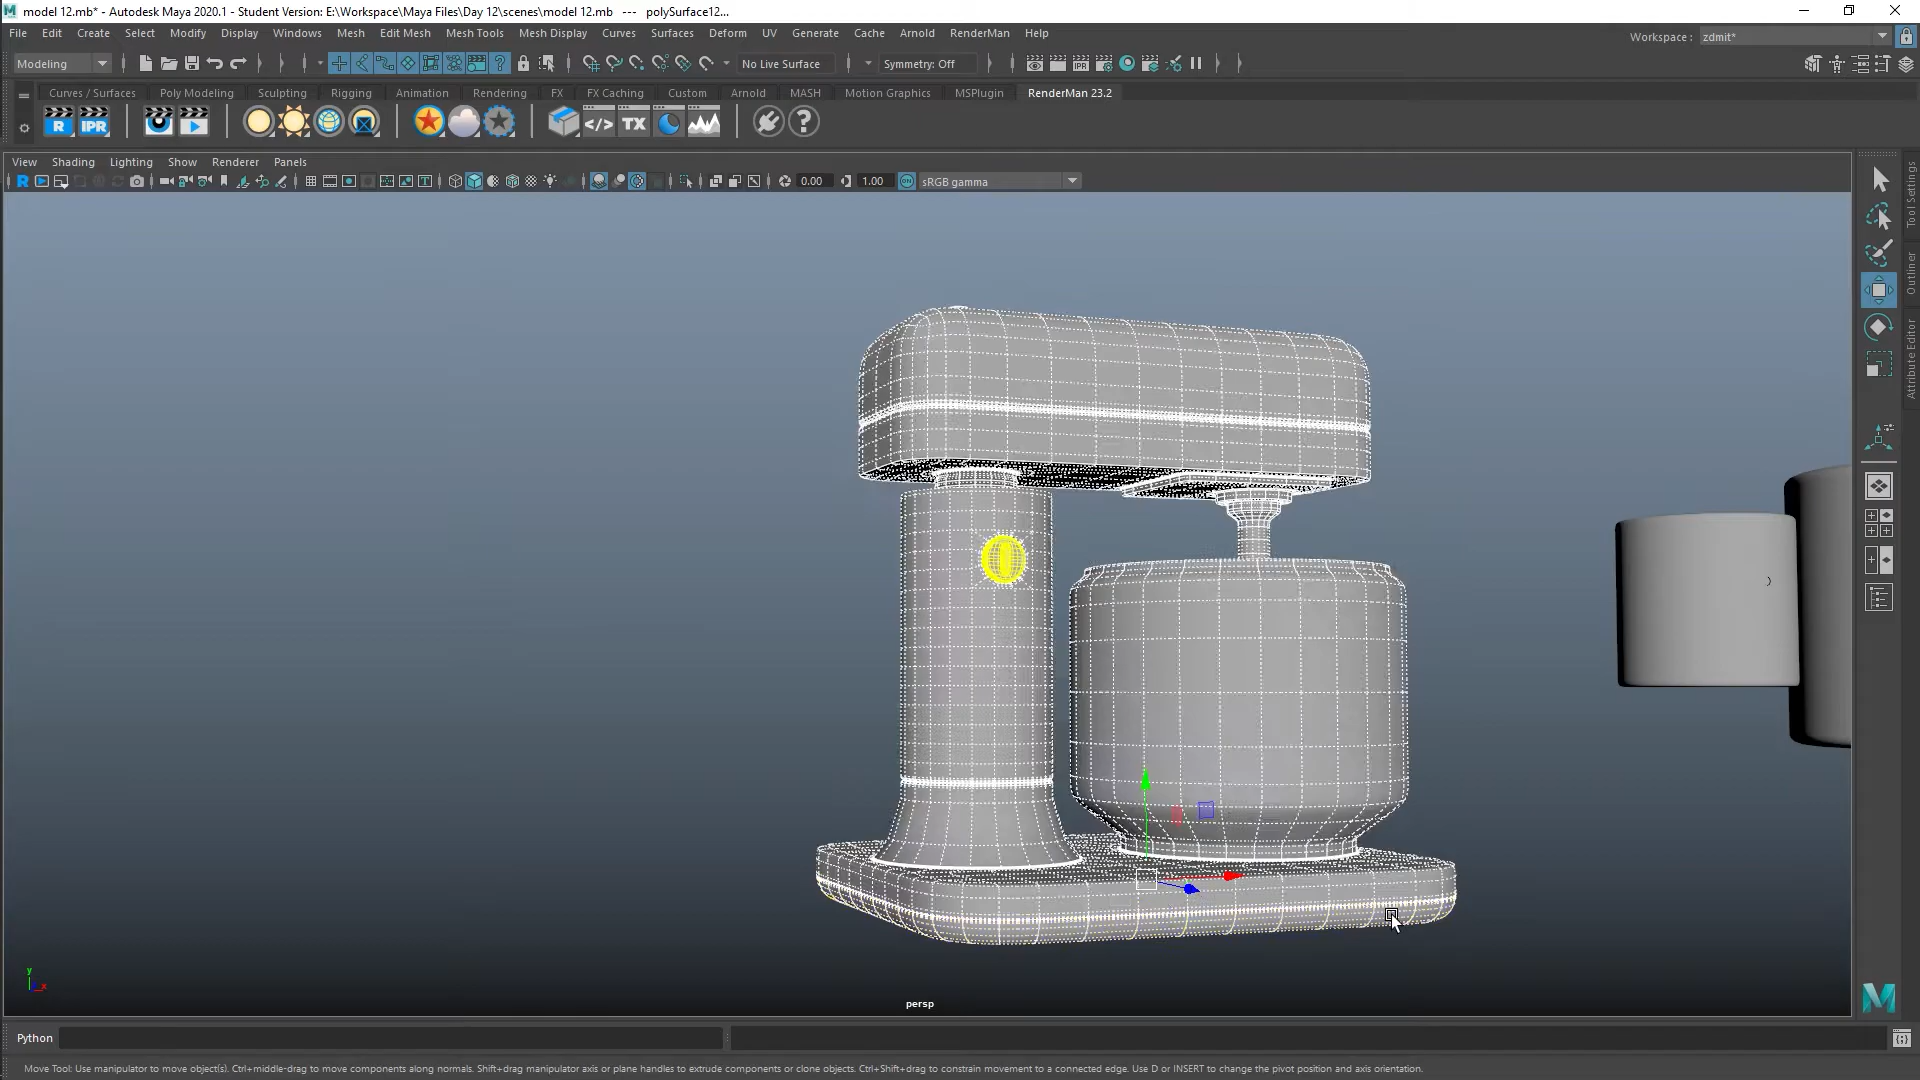 model 12.mb* - Autodesk Maya 2020.1 - Student Version: E:\Workspace\Maya Files\Day 12\scenes\model 12.mb   ---   polySurface12...
File Edit Create Select Modify Display Windows Mesh Edit Mesh Mesh Tools Mesh Display Curves Surfaces Deform UV Generate Cache Arnold RenderMan Help
Workspace : zdmit*
Modeling No Live Surface Symmetry: Off IPR
Curves / Surfaces Poly Modeling Sculpting Rigging Animation Rendering FX FX Caching Custom Arnold MASH Motion Graphics MSPlugin RenderMan 23.2
R IPR </> TX ?
View Shading Lighting Show Renderer Panels
R T 0.00 1.00 ON sRGB gamma
Tool Settings
Outliner
Attribute Editor
y
x
persp
M
Python
Move Tool: Use manipulator to move object(s). Ctrl+middle-drag to move components along normals. Shift+drag manipulator axis or plane handles to extrude components or clone objects. Ctrl+Shift+drag to constrain movement to a connected edge. Use D or INSERT to change the pivot position and axis orientation.